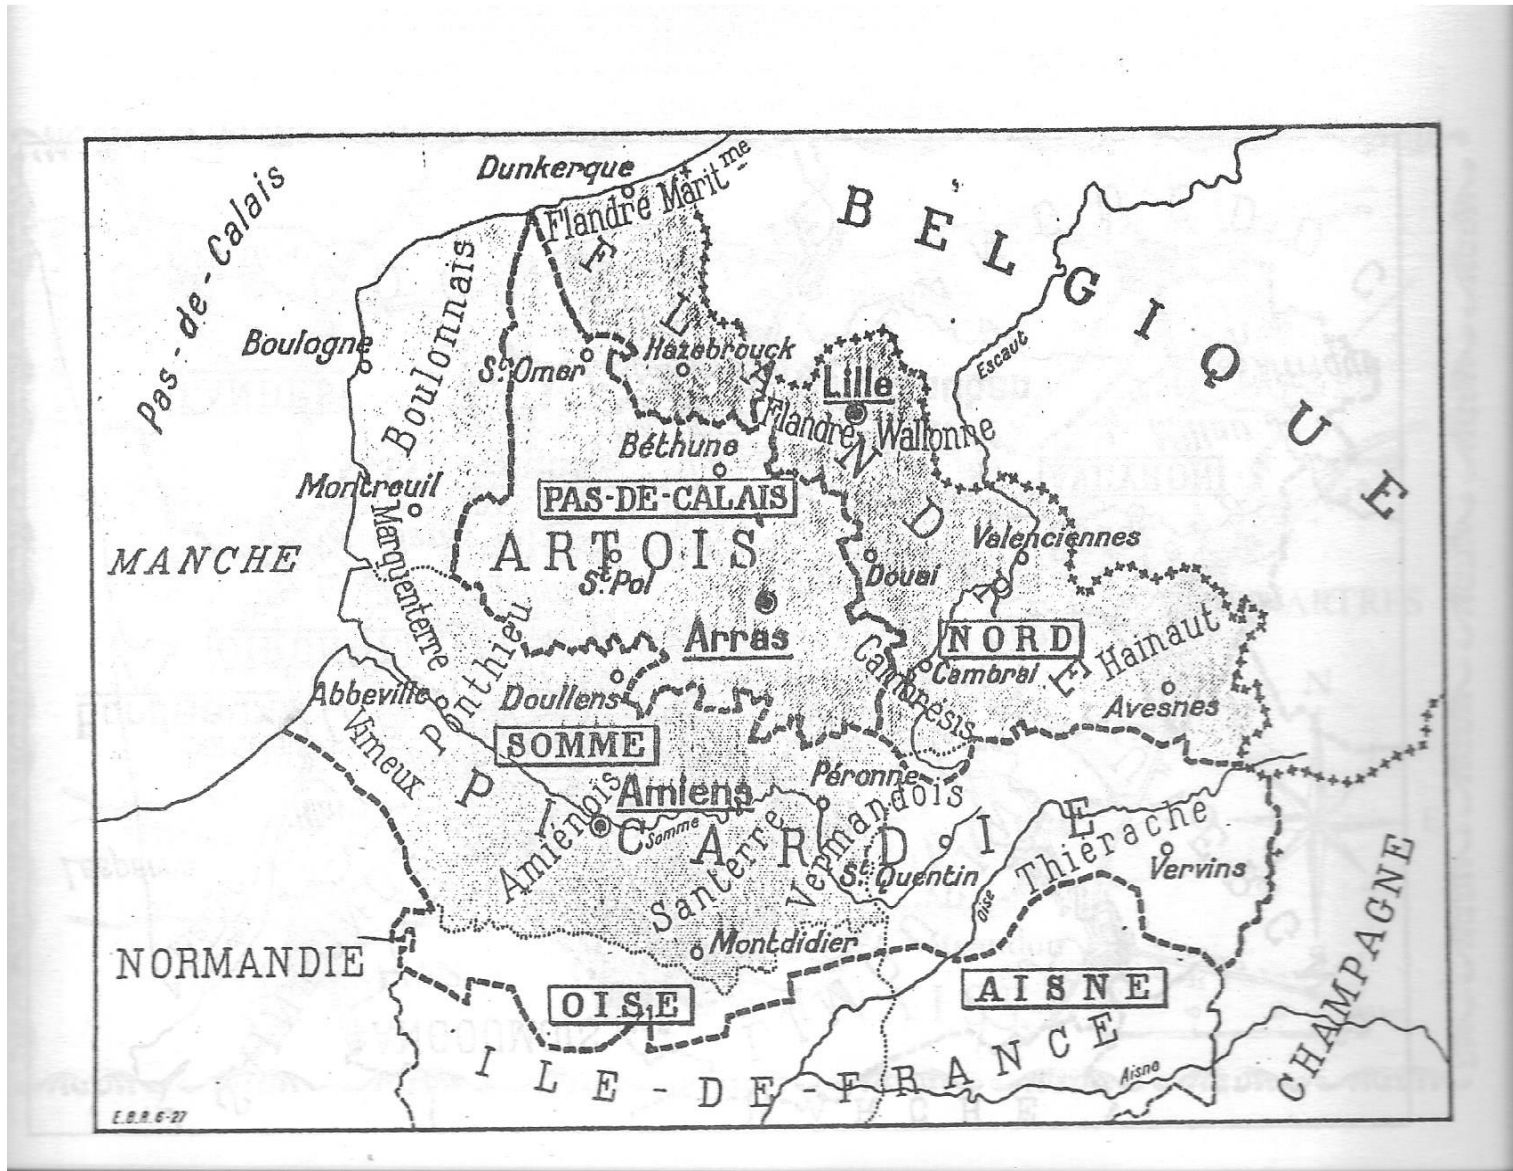 Dunkerque
Flandre Marit.me
Pas-de-Calais
BELGIQUE
Boulonnais
Boulogne
St Omer
Hazebrouck
Lille
Escaut
FLANDRE
Flandre Wallonne
Béthune
Montreuil
PAS-DE-CALAIS
Marquenterre
MANCHE
ARTOIS
St Pol
Douai
Valenciennes
Arras
NORD
Hainaut
Cambrai
Cambrésis
Avesnes
Ponthieu
Abbeville
Doullens
Vimeux
SOMME
Amiens
Péronne
Vermandois
PICARDIE
Somme
Amiénois
Santerre
St Quentin
Thiérache
Vervins
Oise
Montdidier
NORMANDIE
OISE
AISNE
CHAMPAGNE
ILE-DE-FRANCE
Aisne
E.B.R. 6-27